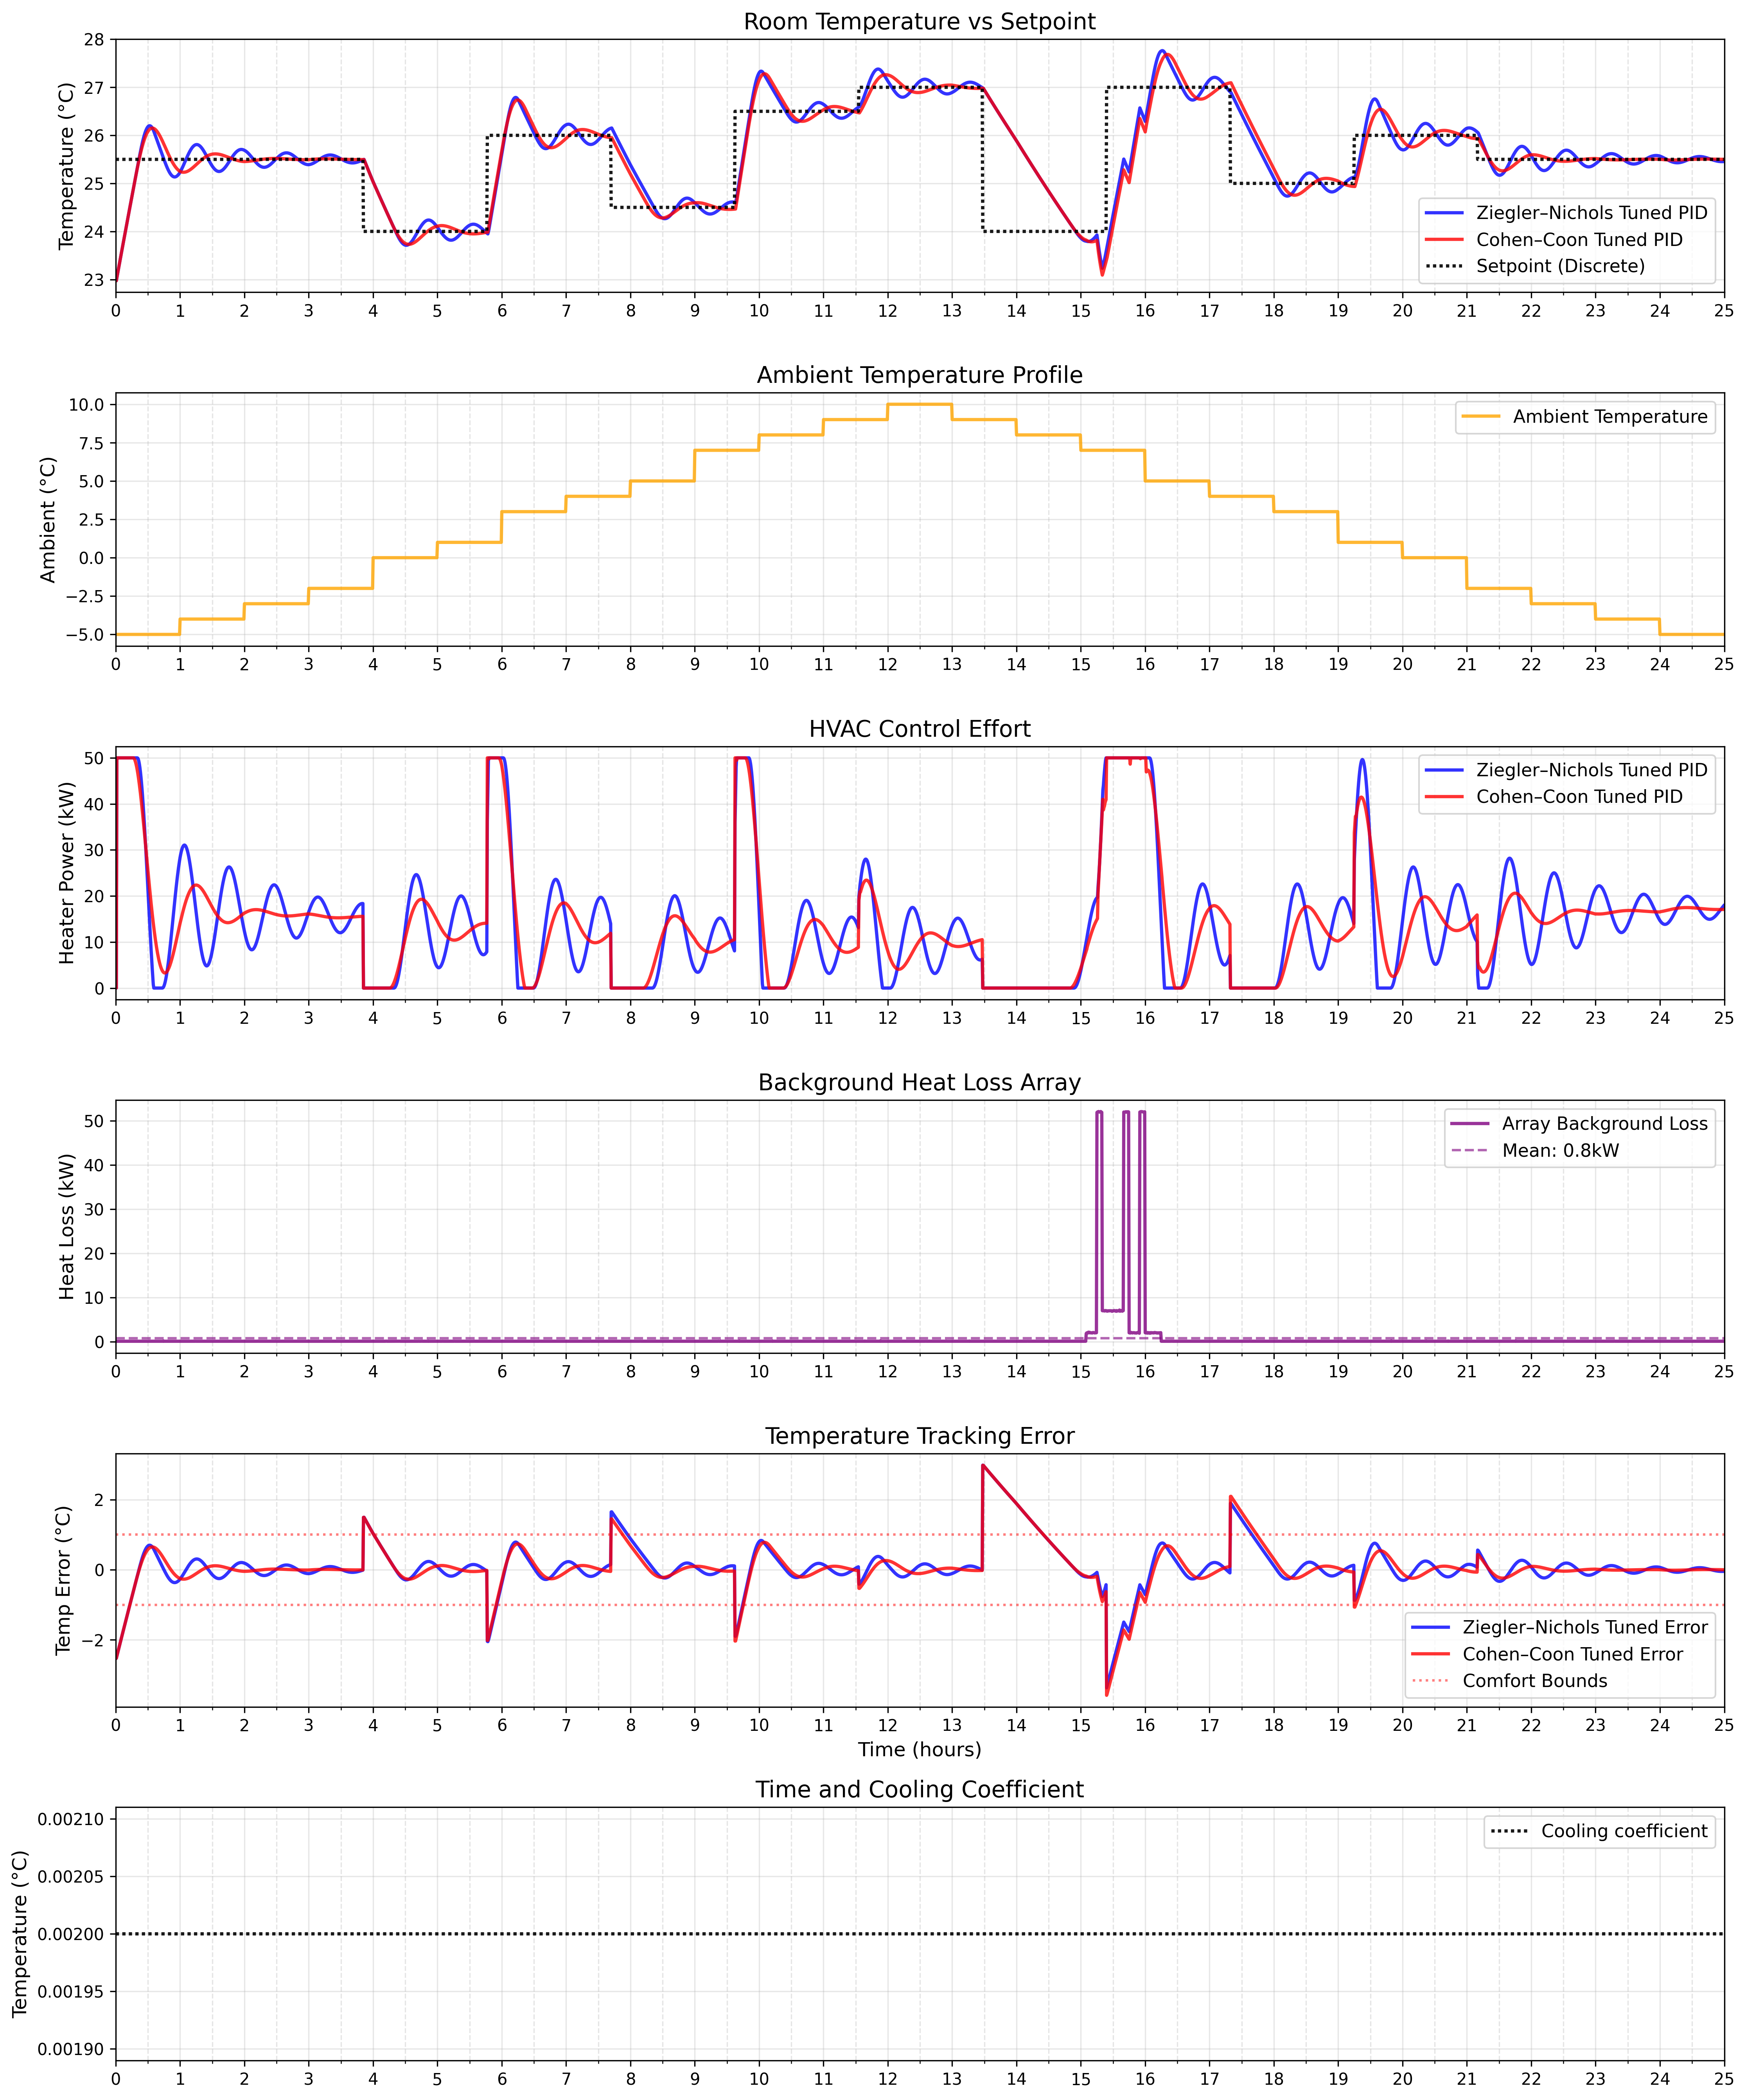 Room Temperature vs Setpoint
Temperature (°C)
28
27
26
25
24
23
Ziegler–Nichols Tuned PID
Cohen–Coon Tuned PID
Setpoint (Discrete)
0 1 2 3 4 5 6 7 8 9 10 11 12 13 14 15 16 17 18 19 20 21 22 23 24 25
Ambient Temperature Profile
Ambient (°C)
10.0
7.5
5.0
2.5
0.0
−2.5
−5.0
Ambient Temperature
0 1 2 3 4 5 6 7 8 9 10 11 12 13 14 15 16 17 18 19 20 21 22 23 24 25
HVAC Control Effort
Heater Power (kW)
50
40
30
20
10
0
Ziegler–Nichols Tuned PID
Cohen–Coon Tuned PID
0 1 2 3 4 5 6 7 8 9 10 11 12 13 14 15 16 17 18 19 20 21 22 23 24 25
Background Heat Loss Array
Heat Loss (kW)
50
40
30
20
10
0
Array Background Loss
Mean: 0.8kW
0 1 2 3 4 5 6 7 8 9 10 11 12 13 14 15 16 17 18 19 20 21 22 23 24 25
Temperature Tracking Error
Temp Error (°C)
2
0
−2
Ziegler–Nichols Tuned Error
Cohen–Coon Tuned Error
Comfort Bounds
0 1 2 3 4 5 6 7 8 9 10 11 12 13 14 15 16 17 18 19 20 21 22 23 24 25
Time (hours)
Time and Cooling Coefficient
Temperature (°C)
0.00210
0.00205
0.00200
0.00195
0.00190
Cooling coefficient
0 1 2 3 4 5 6 7 8 9 10 11 12 13 14 15 16 17 18 19 20 21 22 23 24 25